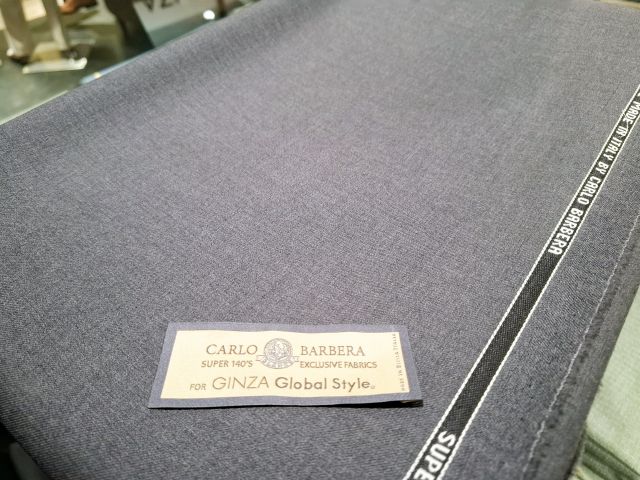 MADE IN ITALY BY CARLO BARBERA
CARLO BARBERA
SUPER 140'S EXCLUSIVE FABRICS
FOR GINZA Global Style
SUPE